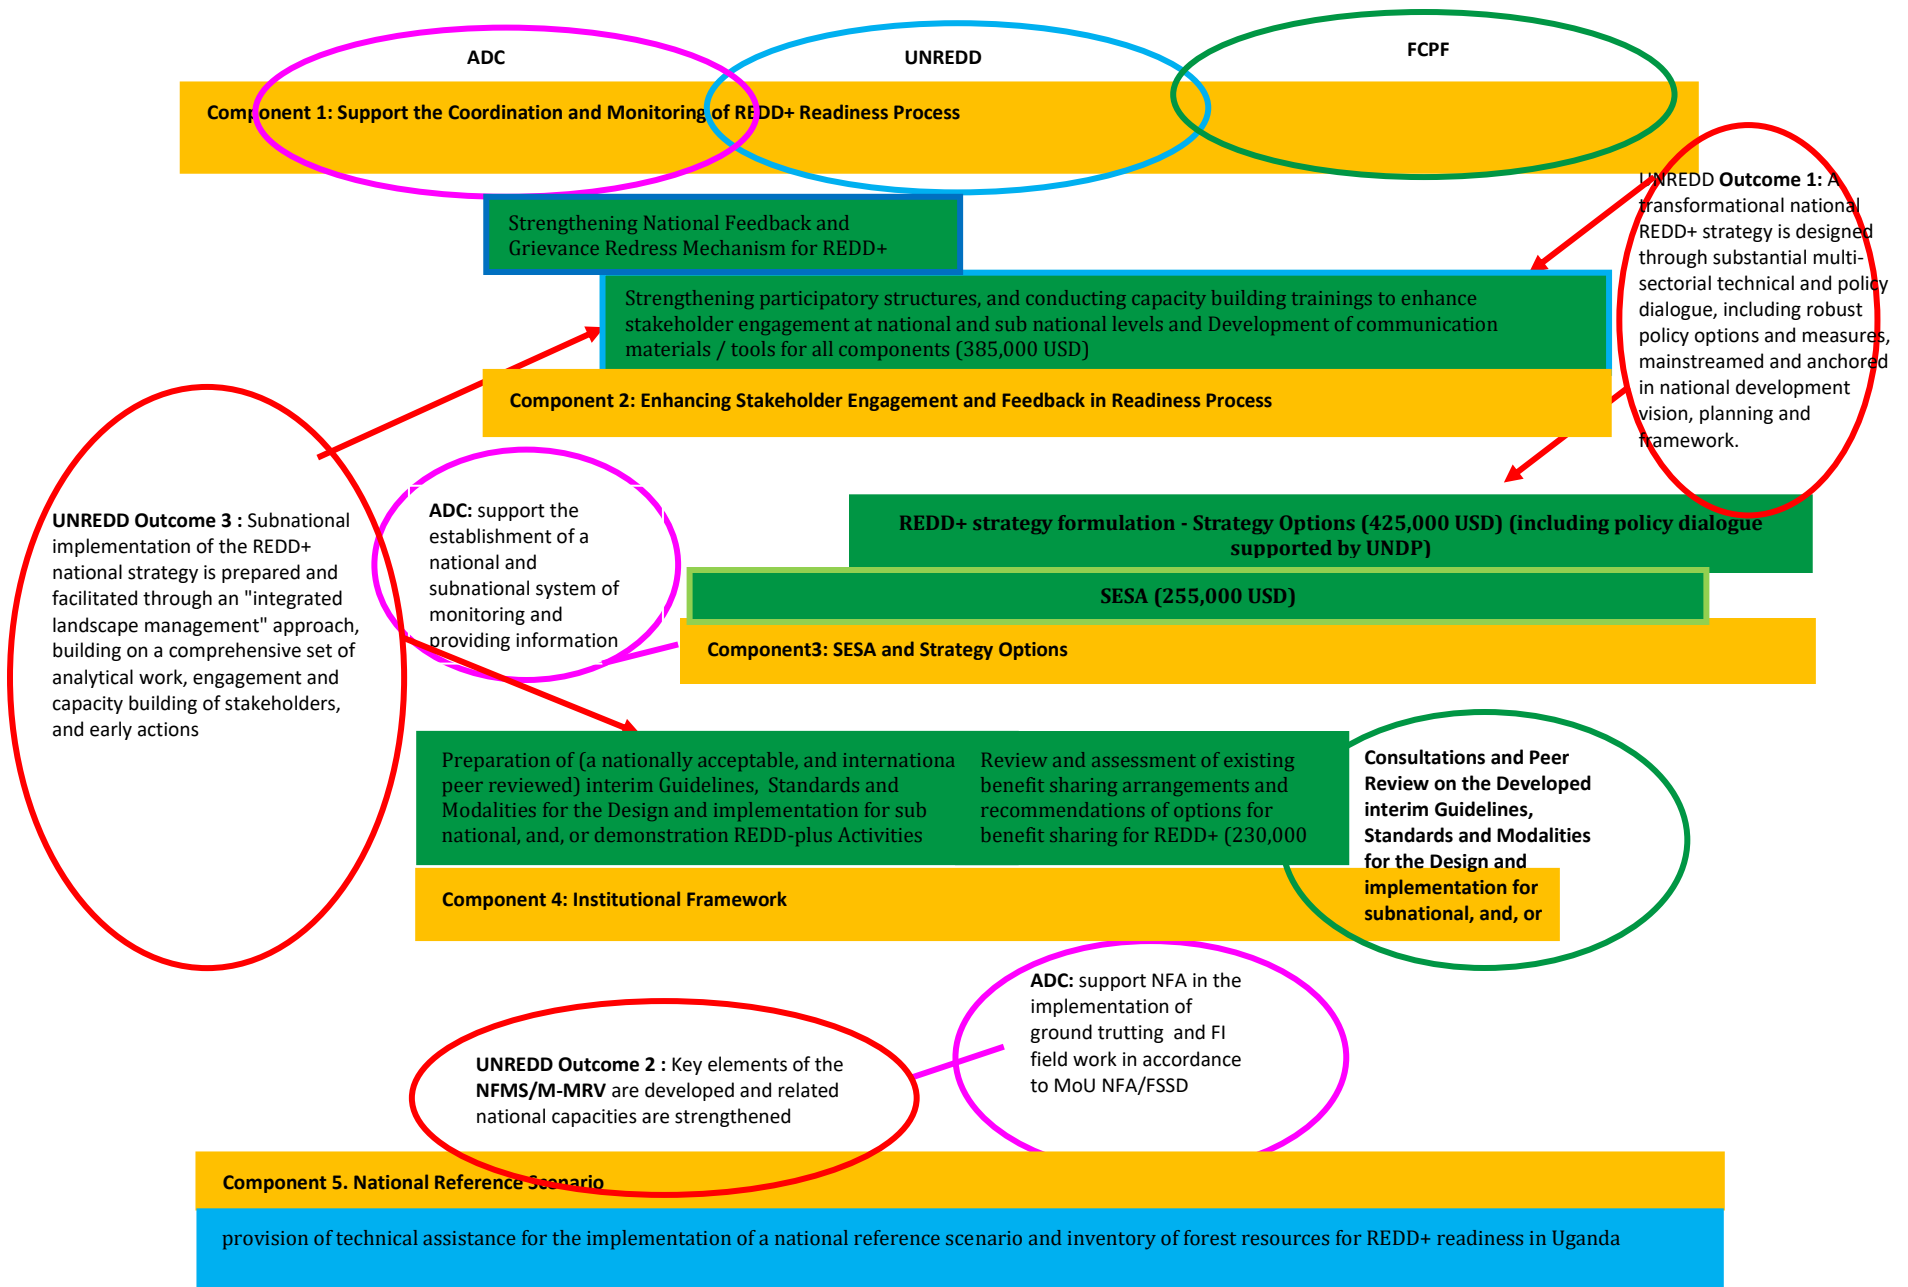 ADC
UNREDD
FCPF
Component 1: Support the Coordination and Monitoring of REDD+ Readiness Process
Strengthening National Feedback and
Grievance Redress Mechanism for REDD+
UNREDD Outcome 1: A
transformational national
REDD+ strategy is designed
through substantial multi-
sectorial technical and policy
dialogue, including robust
policy options and measures,
mainstreamed and anchored
in national development
vision, planning and
framework.
Strengthening participatory structures, and conducting capacity building trainings to enhance
stakeholder engagement at national and sub national levels and Development of communication
materials / tools for all components (385,000 USD)
Component 2: Enhancing Stakeholder Engagement and Feedback in Readiness Process
UNREDD Outcome 3 : Subnational
implementation of the REDD+
national strategy is prepared and
facilitated through an "integrated
landscape management" approach,
building on a comprehensive set of
analytical work, engagement and
capacity building of stakeholders,
and early actions
ADC: support the
establishment of a
national and
subnational system of
monitoring and
providing information
REDD+ strategy formulation - Strategy Options (425,000 USD) (including policy dialogue
supported by UNDP)
SESA (255,000 USD)
Component3: SESA and Strategy Options
Preparation of (a nationally acceptable, and internationa
peer reviewed) interim Guidelines, Standards and
Modalities for the Design and implementation for sub
national, and, or demonstration REDD-plus Activities
Review and assessment of existing
benefit sharing arrangements and
recommendations of options for
benefit sharing for REDD+ (230,000
Consultations and Peer
Review on the Developed
interim Guidelines,
Standards and Modalities
for the Design and
implementation for
subnational, and, or
Component 4: Institutional Framework
ADC: support NFA in the
implementation of
ground trutting and FI
field work in accordance
to MoU NFA/FSSD
UNREDD Outcome 2 : Key elements of the
NFMS/M-MRV are developed and related
national capacities are strengthened
Component 5. National Reference Scenario
provision of technical assistance for the implementation of a national reference scenario and inventory of forest resources for REDD+ readiness in Uganda